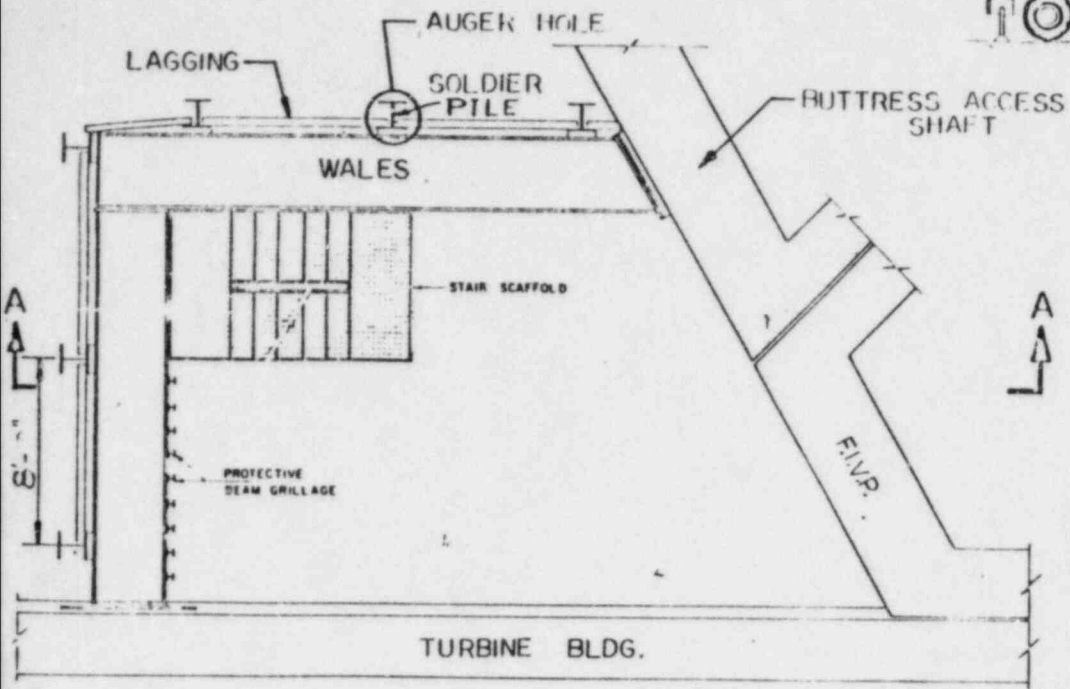 AUGER HOLE
LAGGING
SOLDIER
PILE
BUTTRESS ACCESS
SHAFT
WALES
STAIR SCAFFOLD
A
A
PROTECTIVE
BEAM GRILLAGE
F.I.V.P.
TURBINE BLDG.